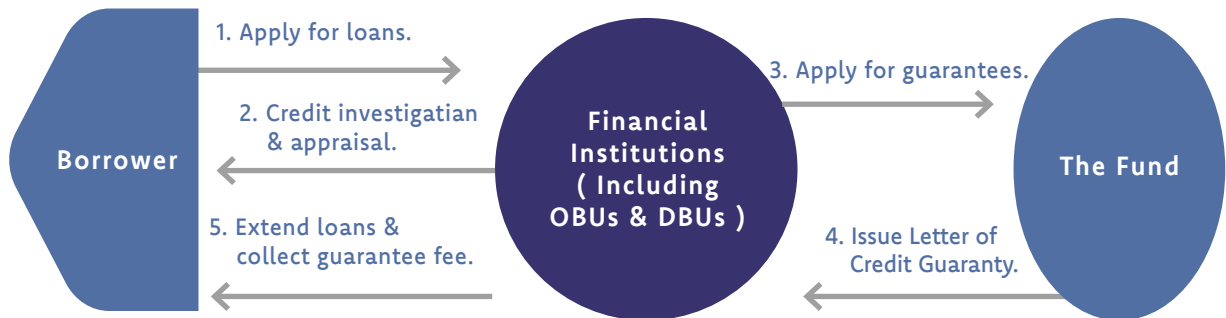 1. Apply for loans.
2. Credit investigatian
& appraisal.
5. Extend loans &
collect guarantee fee.
Borrower
Financial
Institutions
( Including
OBUs & DBUs )
3. Apply for guarantees.
4. Issue Letter of
Credit Guaranty.
The Fund